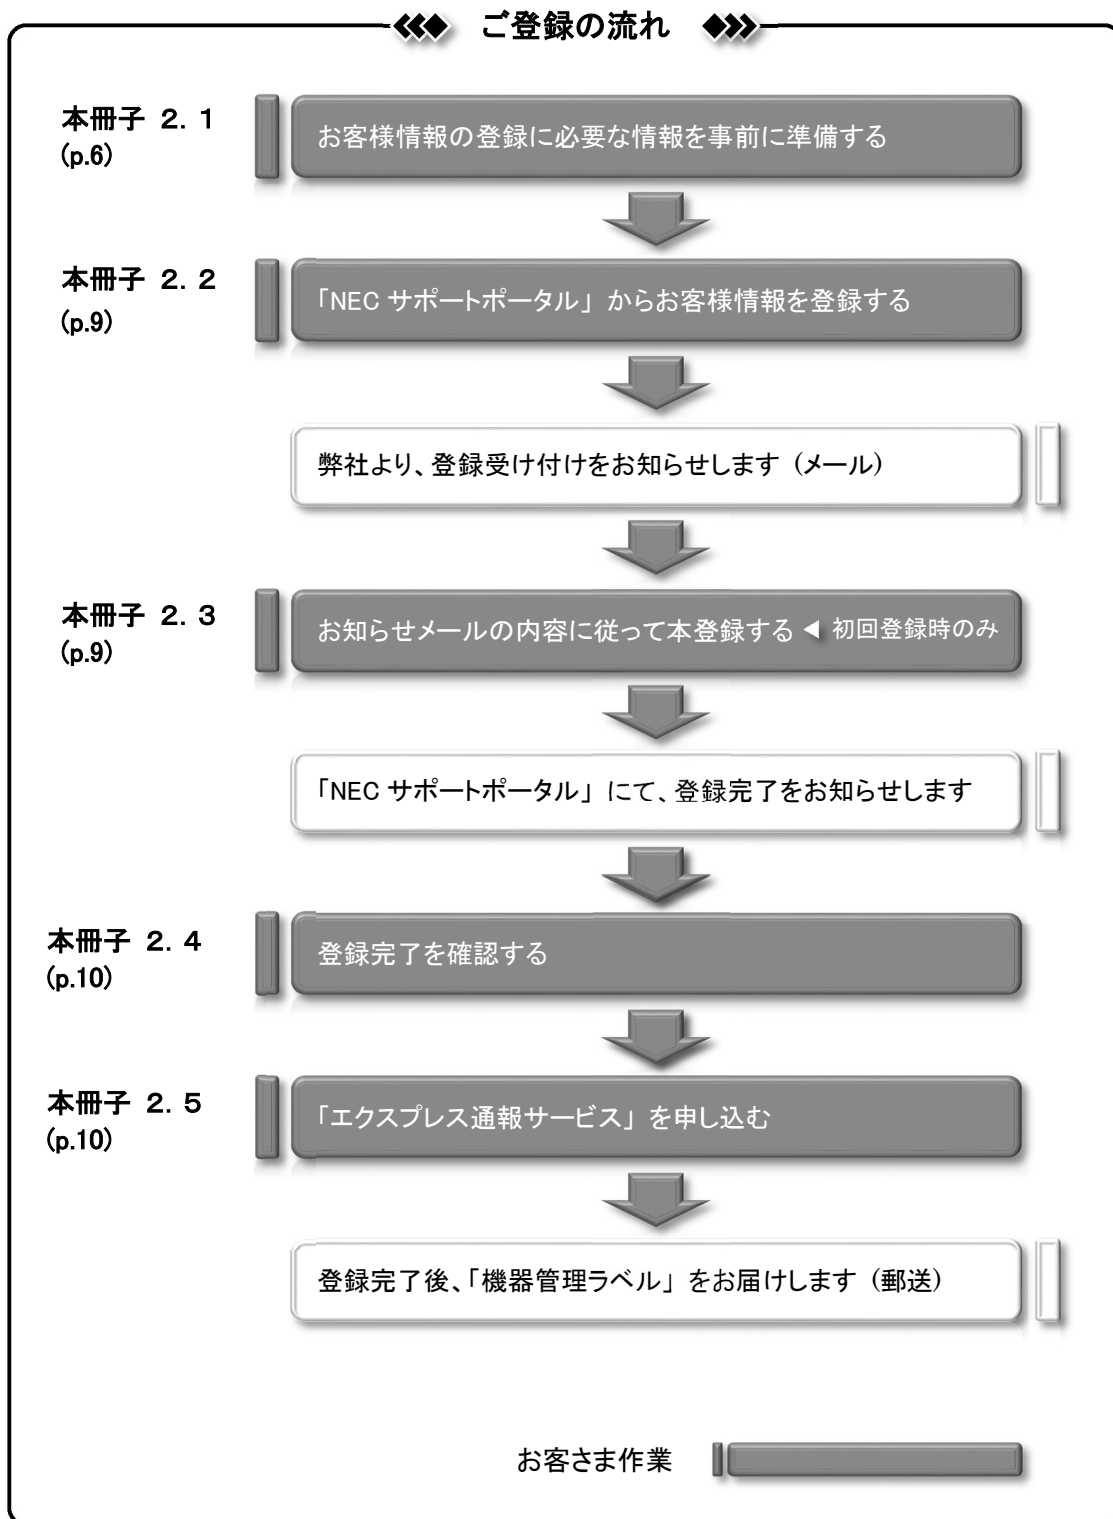 ご登録の流れ
本冊子 2. 1
(p.6)
お客様情報の登録に必要な情報を事前に準備する
本冊子 2. 2
(p.9)
「NEC サポートポータル」からお客様情報を登録する
弊社より、登録受け付けをお知らせします (メール)
本冊子 2. 3
(p.9)
お知らせメールの内容に従って本登録する ◀ 初回登録時のみ
「NEC サポートポータル」にて、登録完了をお知らせします
本冊子 2. 4
(p.10)
登録完了を確認する
本冊子 2. 5
(p.10)
「エクスプレス通報サービス」を申し込む
登録完了後、「機器管理ラベル」をお届けします (郵送)
お客さま作業